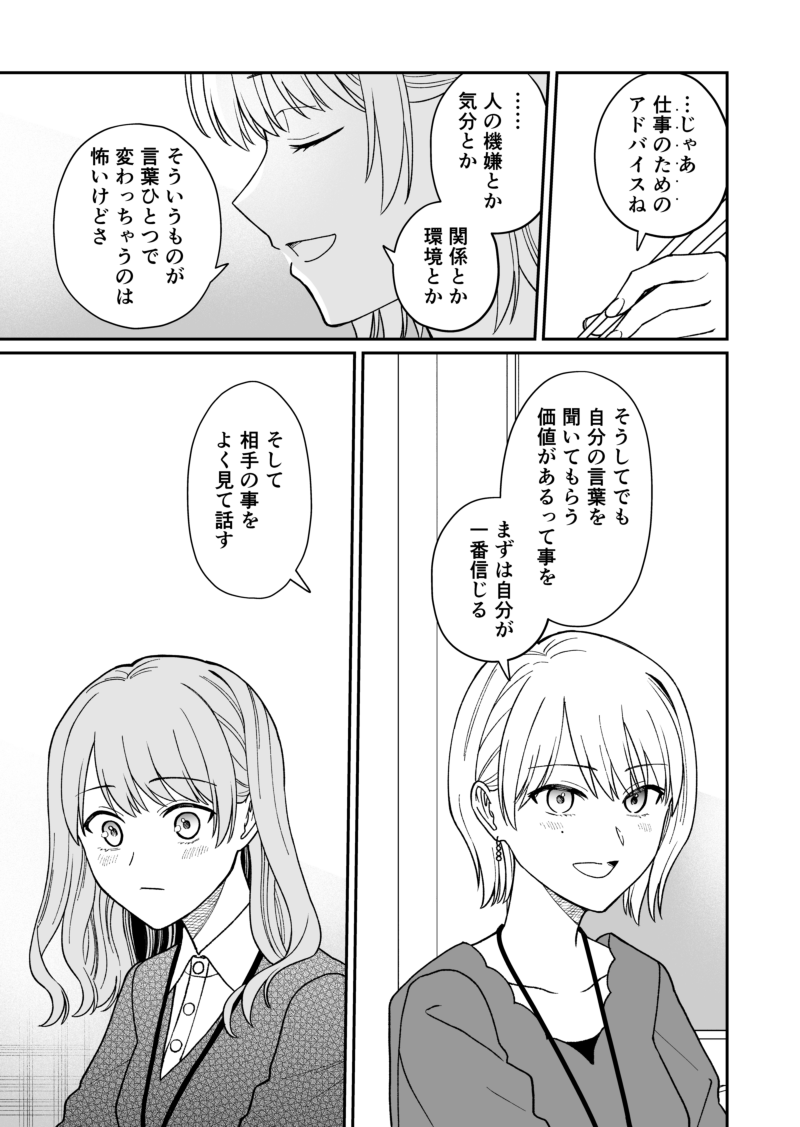 …じゃあ
仕事のための
アドバイスね
……
人の機嫌とか
気分とか
関係とか
環境とか
そういうものが
言葉ひとつで
変わっちゃうのは
怖いけどさ
そうしてでも
自分の言葉を
聞いてもらう
価値があるって事を
まずは自分が
一番信じる
そして
相手の事を
よく見て話す